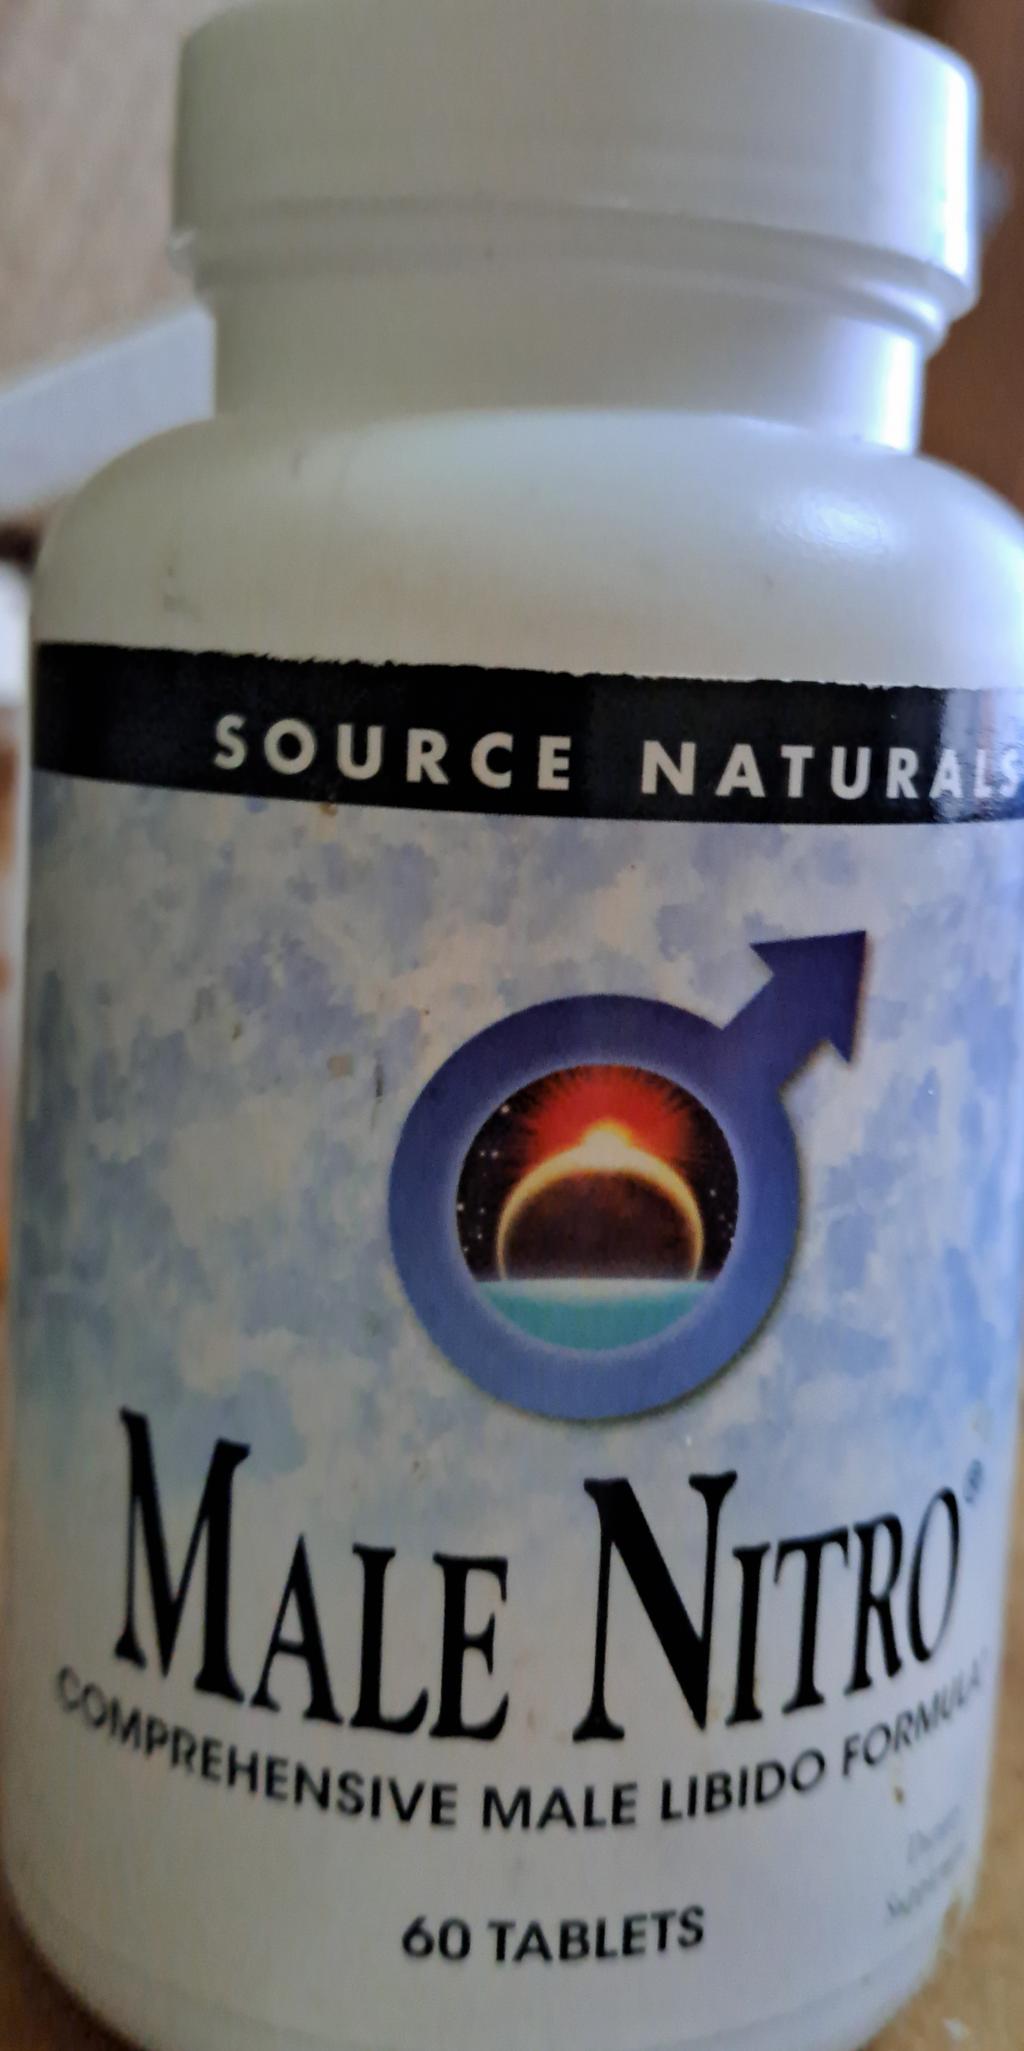 SOURCE NATURALS
MALE NITRO®
COMPREHENSIVE MALE LIBIDO FORMULA
60 TABLETS